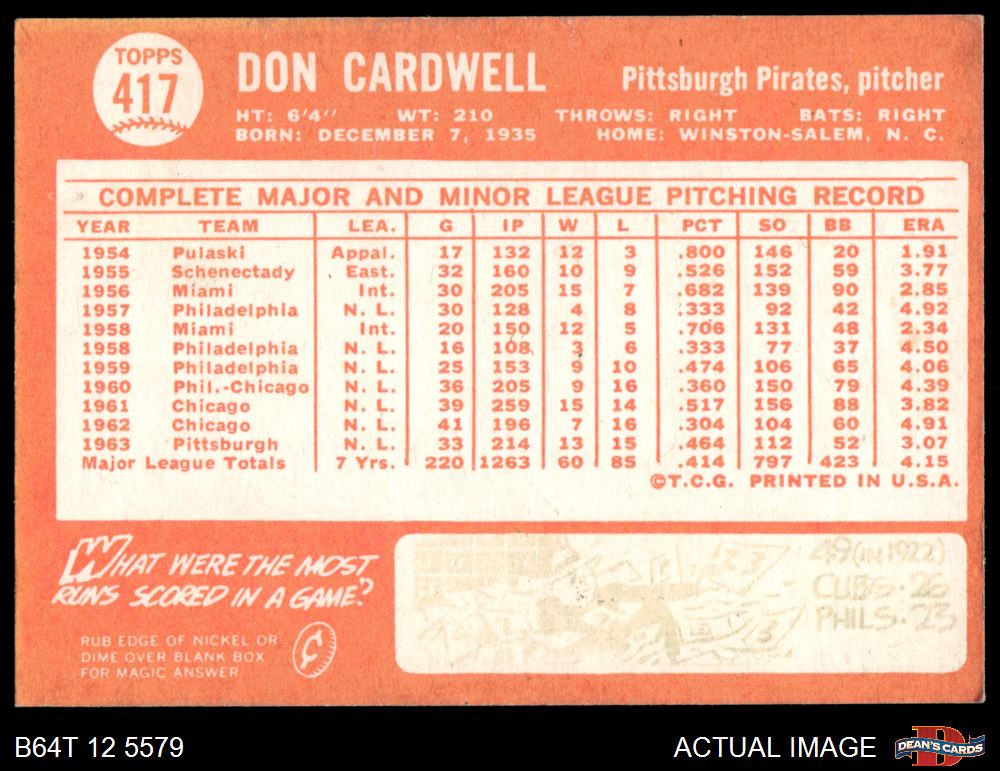 TOPPS
417
DON CARDWELL
Pittsburgh Pirates, pitcher
HT: 6'4" WT: 210 THROWS: RIGHT BATS: RIGHT
BORN: DECEMBER 7, 1935 HOME: WINSTON-SALEM, N. C.
COMPLETE MAJOR AND MINOR LEAGUE PITCHING RECORD
YEAR TEAM LEA. G IP W L PCT SO BB ERA
1954 Pulaski Appal. 17 132 12 3 .800 146 20 1.91
1955 Schenectady East. 32 160 10 9 .526 152 59 3.77
1956 Miami Int. 30 205 15 7 .682 139 90 2.85
1957 Philadelphia N. L. 30 128 4 8 .333 92 42 4.92
1958 Miami Int. 20 150 12 5 .706 131 48 2.34
1958 Philadelphia N. L. 16 108 3 6 .333 77 37 4.50
1959 Philadelphia N. L. 25 153 9 10 .474 106 65 4.06
1960 Phil.-Chicago N. L. 36 205 9 16 .360 150 79 4.39
1961 Chicago N. L. 39 259 15 14 .517 156 88 3.82
1962 Chicago N. L. 41 196 7 16 .304 104 60 4.91
1963 Pittsburgh N. L. 33 214 13 15 .464 112 52 3.07
Major League Totals 7 Yrs. 220 1263 60 85 .414 797 423 4.15
©T.C.G. PRINTED IN U.S.A.
WHAT WERE THE MOST
RUNS SCORED IN A GAME?
RUB EDGE OF NICKEL OR
DIME OVER BLANK BOX
FOR MAGIC ANSWER
¢
23
13
49 (IN 1922)
CUBS · 26
PHILS · 23
B64T 12 5579
ACTUAL IMAGE
D
DEAN'S CARDS